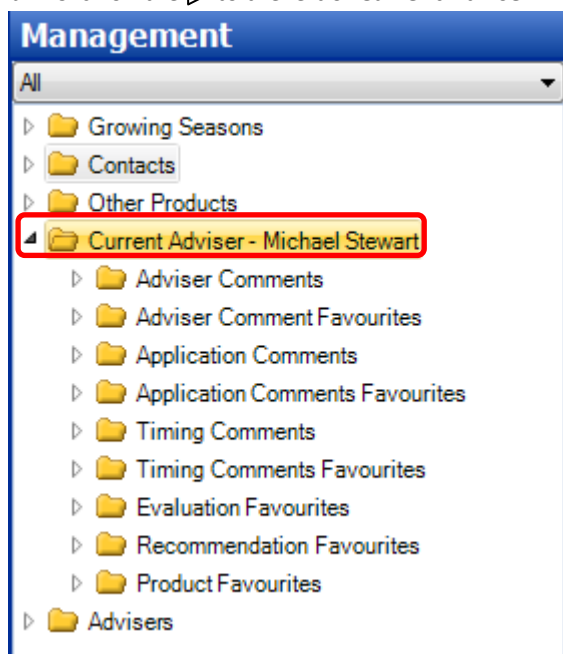 Management
All
Growing Seasons
Contacts
Other Products
Current Adviser - Michael Stewart
Adviser Comments
Adviser Comment Favourites
Application Comments
Application Comments Favourites
Timing Comments
Timing Comments Favourites
Evaluation Favourites
Recommendation Favourites
Product Favourites
Advisers